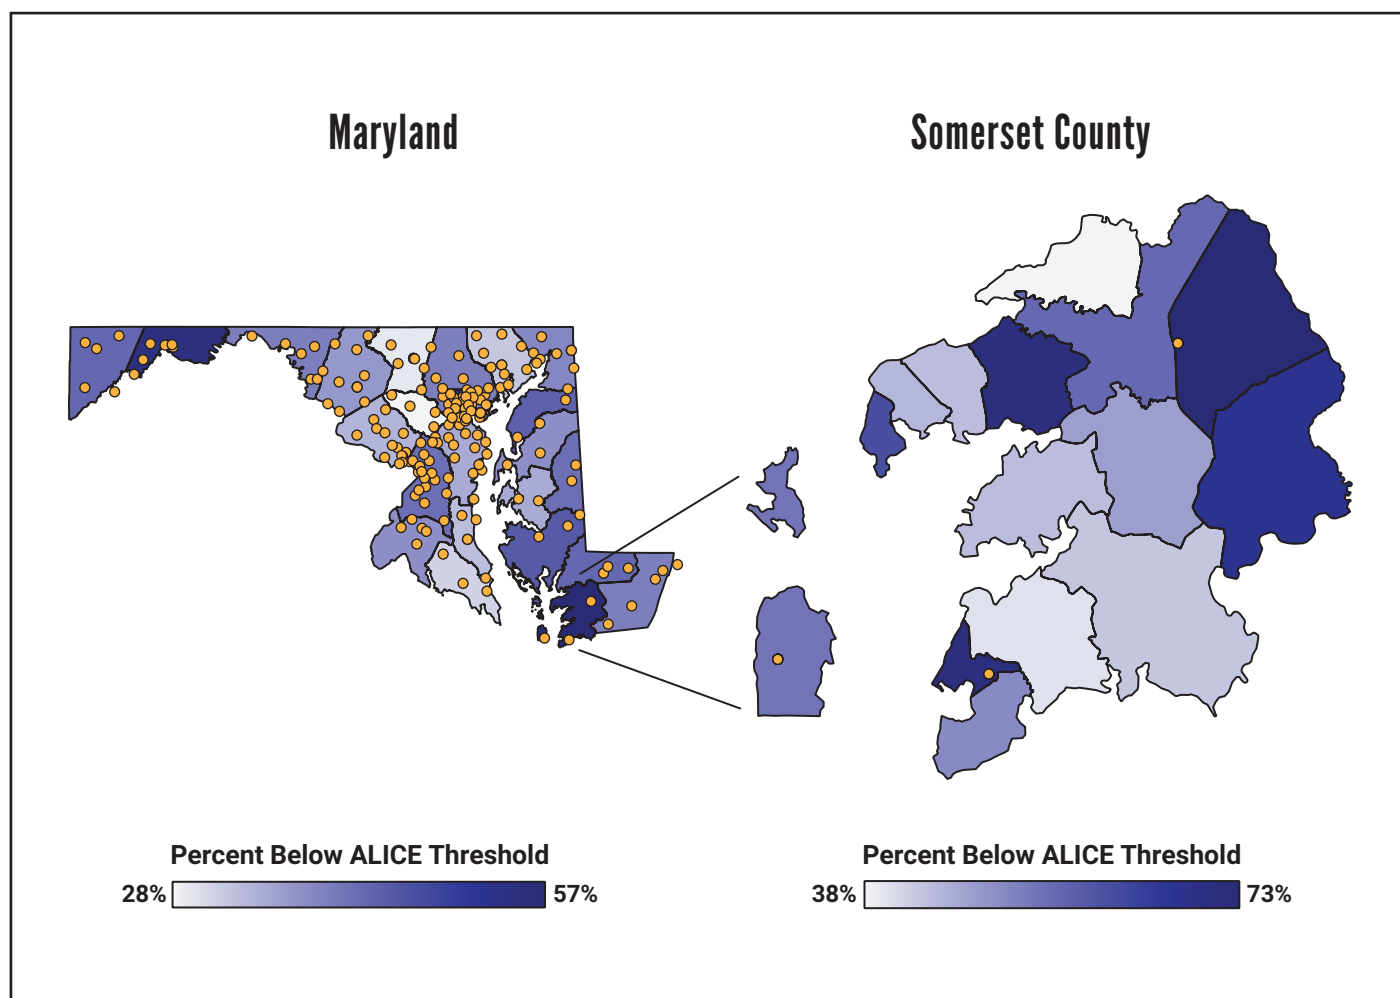 Maryland
Somerset County
Percent Below ALICE Threshold
28%
57%
Percent Below ALICE Threshold
38%
73%